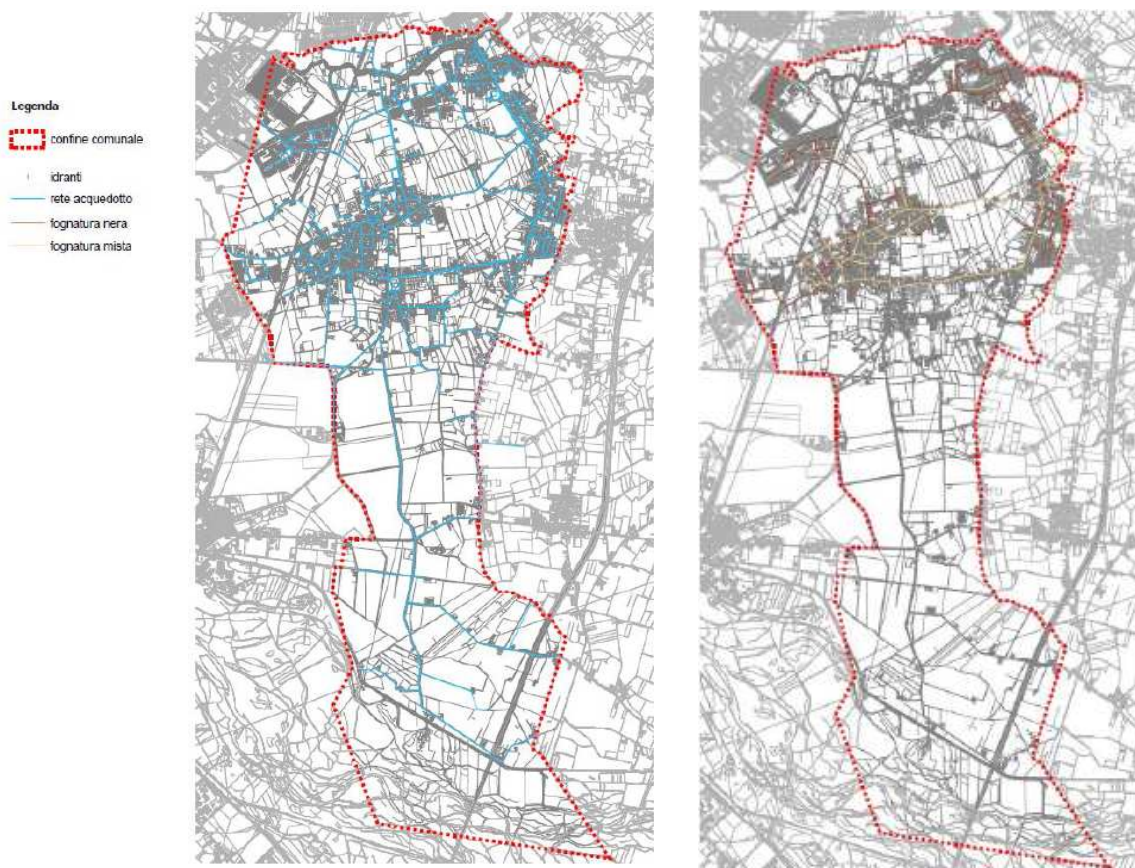 Legenda
confine comunale
idranti
rete acquedotto
fognatura nera
fognatura mista